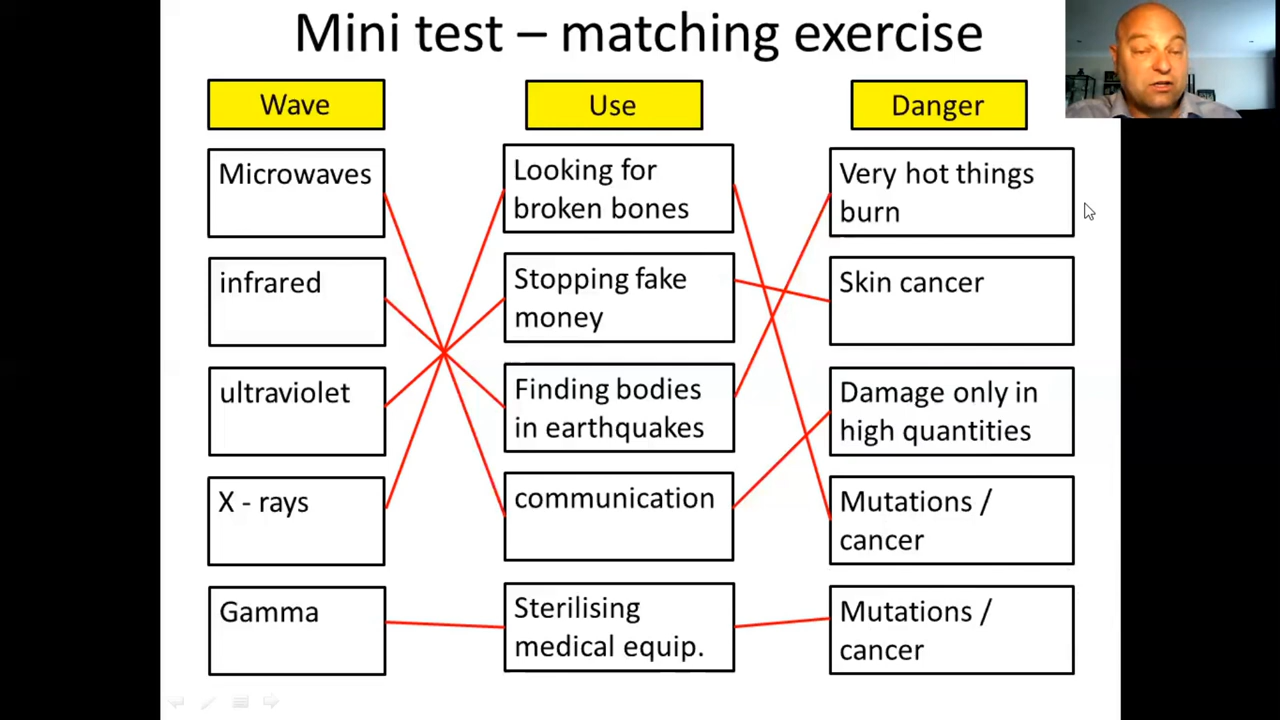 Mini test – matching exercise
Wave
Use
Danger
Microwaves
Looking for
broken bones
Very hot things
burn
infrared
Stopping fake
money
Skin cancer
ultraviolet
Finding bodies
in earthquakes
Damage only in
high quantities
X - rays
communication
Mutations /
cancer
Gamma
Sterilising
medical equip.
Mutations /
cancer